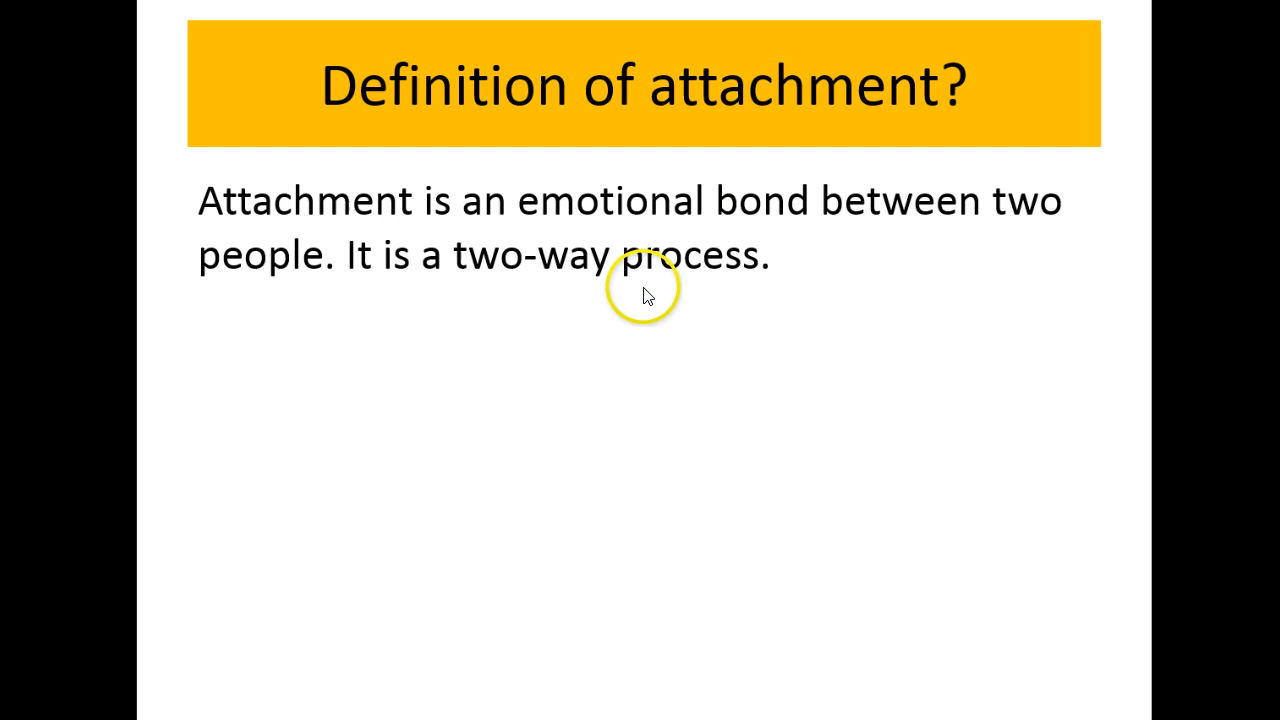 Definition of attachment?
Attachment is an emotional bond between two
people. It is a two-way process.